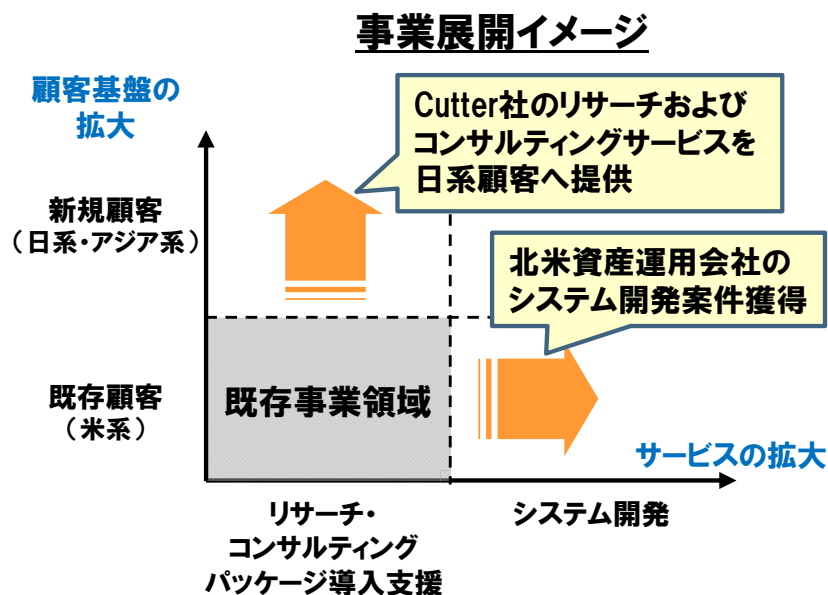 事業展開イメージ
顧客基盤の
拡大
Cutter社のリサーチおよび
コンサルティングサービスを
日系顧客へ提供
新規顧客
（日系・アジア系）
北米資産運用会社の
システム開発案件獲得
既存顧客
（米系）
既存事業領域
サービスの拡大
リサーチ・
コンサルティング
パッケージ導入支援
システム開発